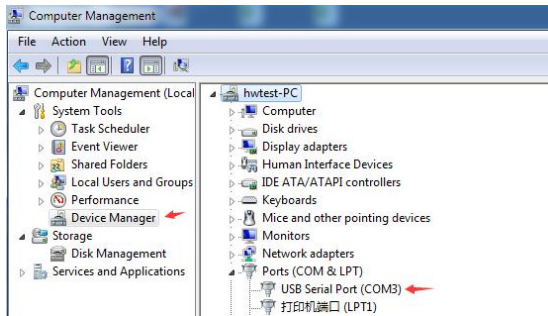 Computer Management
File Action View Help
Computer Management (Local
System Tools
Task Scheduler
Event Viewer
Shared Folders
Local Users and Groups
Performance
Device Manager
Storage
Disk Management
Services and Applications
hwtest-PC
Computer
Disk drives
Display adapters
Human Interface Devices
IDE ATA/ATAPI controllers
Keyboards
Mice and other pointing devices
Monitors
Network adapters
Ports (COM & LPT)
USB Serial Port (COM3)
打印机端口 (LPT1)